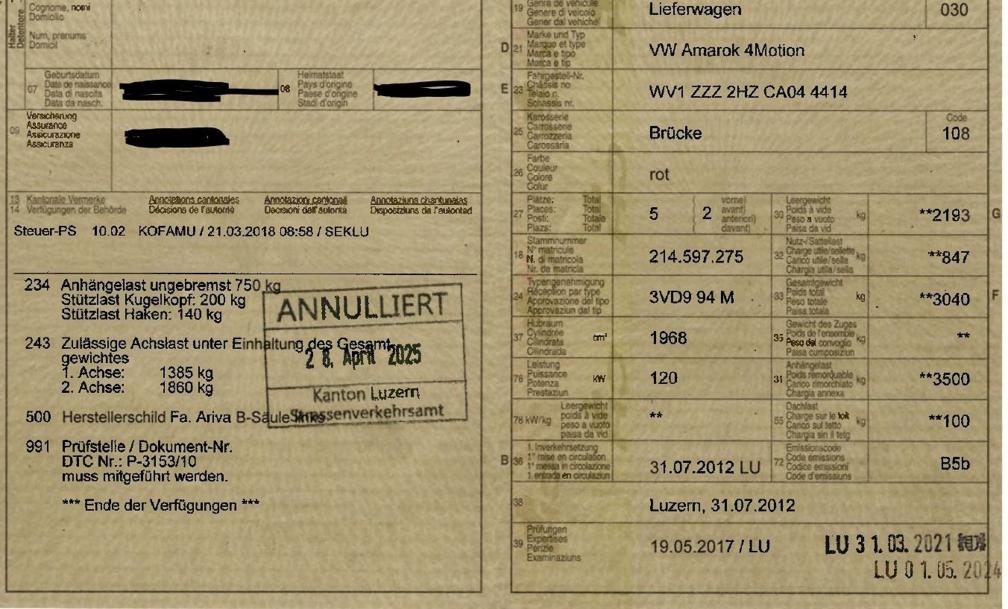 Cognome, nomi
Domicilio
Num, prenums
Domicil
Halter
Detentore
07
Geburtsdatum
Date de naissance
Data di nascita
Data da nasch.
08
Heimatstaat
Pays d'origine
Paese d'origine
Stadi d'origin
09
Versicherung
Assurance
Assicurazione
Assicuranza
13 Kantonale Vermerke Annotations cantonales Annotazioni cantonali Annotaziuns chantunalas
14 Verfügungen der Behörde Décisions de l'autorité Decisioni dell'autorità Disposiziuns da l'autoritad
Steuer-PS 10.02 KOFAMU / 21.03.2018 08:58 / SEKLU
234 Anhängelast ungebremst 750 kg
Stützlast Kugelkopf: 200 kg
Stützlast Haken: 140 kg
243 Zulässige Achslast unter Einhaltung des Gesamt
gewichtes
1. Achse: 1385 kg
2. Achse: 1860 kg
500 Herstellerschild Fa. Ariva B-Säule links
991 Prüfstelle / Dokument-Nr.
DTC Nr.: P-3153/10
muss mitgeführt werden.
*** Ende der Verfügungen ***
ANNULLIERT
28. April 2025
Kanton Luzern
Strassenverkehrsamt
19
Genre de véhicule
Genere di veicolo
Gener dal vehichel
Lieferwagen
030
D 21
Marke und Typ
Marque et type
Marca e tipo
Marca e tip
VW Amarok 4Motion
E 23
Fahrgestell-Nr.
Châssis no
Telaio n.
Schassis nr.
WV1 ZZZ 2HZ CA04 4414
25
Karosserie
Carrosserie
Carrozzeria
Carossaria
Brücke
Code
108
26
Farbe
Couleur
Colore
Colur
rot
27
Plätze: Total
Places: Total
Posti: Totale
Plazs: Total
5
( 2
vorne)
avant)
anteriori)
davant)
30
Leergewicht
Poids à vide
Peso a vuoto
Paisa da vid
kg
**2193
G
18
Stammnummer
N° matricule
N. di matricola
Nr. da matricla
214.597.275
32
Nutz-/Sattellast
Charge utile/sellette
Carico utile/sella
Chargia utila/sella
kg
**847
24
Typengenehmigung
Réception par type
Approvazione del tipo
Approvaziun dal tip
3VD9 94 M
33
Gesamtgewicht
Poids total
Peso totale
Paisa totala
kg
**3040
F
37
Hubraum
Cylindrée
Cilindrata
Cilindrada
cm³
1968
35
Gewicht des Zuges
Poids de l'ensemble
Peso del convoglio
Paisa cumposiziun
kg
**
76
Leistung
Puissance
Potenza
Prestaziun
kW
120
31
Anhängelast
Poids remorquable
Carico rimorchiato
Chargia annexa
kg
**3500
78 kW/kg
Leergewicht
poids à vide
peso a vuoto
paisa da vid
**
55
Dachlast
Charge sur le toit
Carico sul tetto
Chargia sin il tetg
kg
**100
B 36
1. Inverkehrsetzung
1re mise en circulation
1a messa in circolazione
1. entrada en circulaziun
31.07.2012 LU
72
Emissionscode
Code émissions
Codice emissioni
Code d'emissiuns
B5b
38
Luzern, 31.07.2012
39
Prüfungen
Expertises
Perizie
Examinaziuns
19.05.2017 / LU
LU 3 1. 03. 2021
LU 0 1. 05. 2024